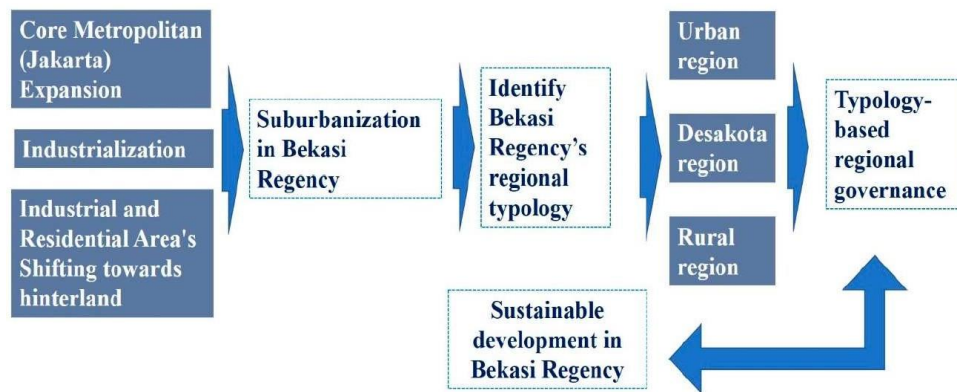 Core Metropolitan
(Jakarta)
Expansion
Industrialization
Industrial and
Residential Area's
Shifting towards
hinterland
Suburbanization
in Bekasi
Regency
Identify
Bekasi
Regency’s
regional
typology
Urban
region
Desakota
region
Rural
region
Typology-
based
regional
governance
Sustainable
development in
Bekasi Regency